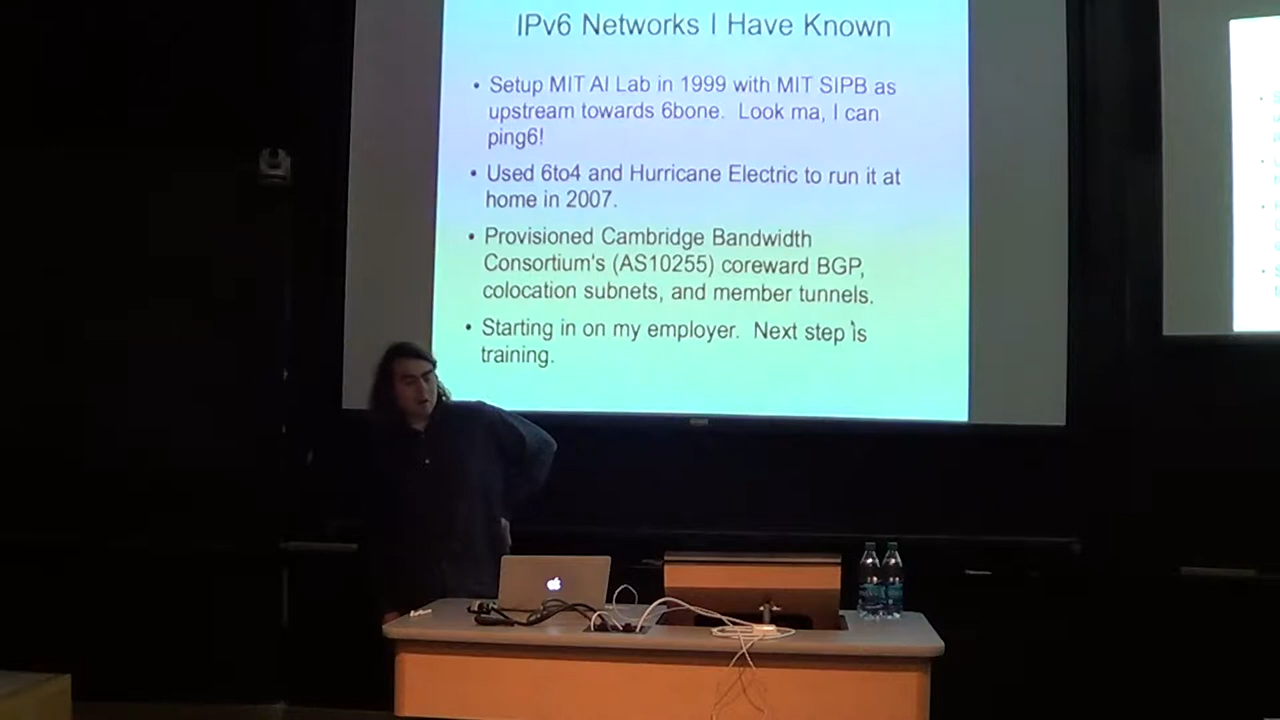 IPv6 Networks I Have Known
• Setup MIT AI Lab in 1999 with MIT SIPB as
upstream towards 6bone.  Look ma, I can
ping6!
• Used 6to4 and Hurricane Electric to run it at
home in 2007.
• Provisioned Cambridge Bandwidth
Consortium's (AS10255) coreward BGP,
colocation subnets, and member tunnels.
• Starting in on my employer.  Next step is
training.